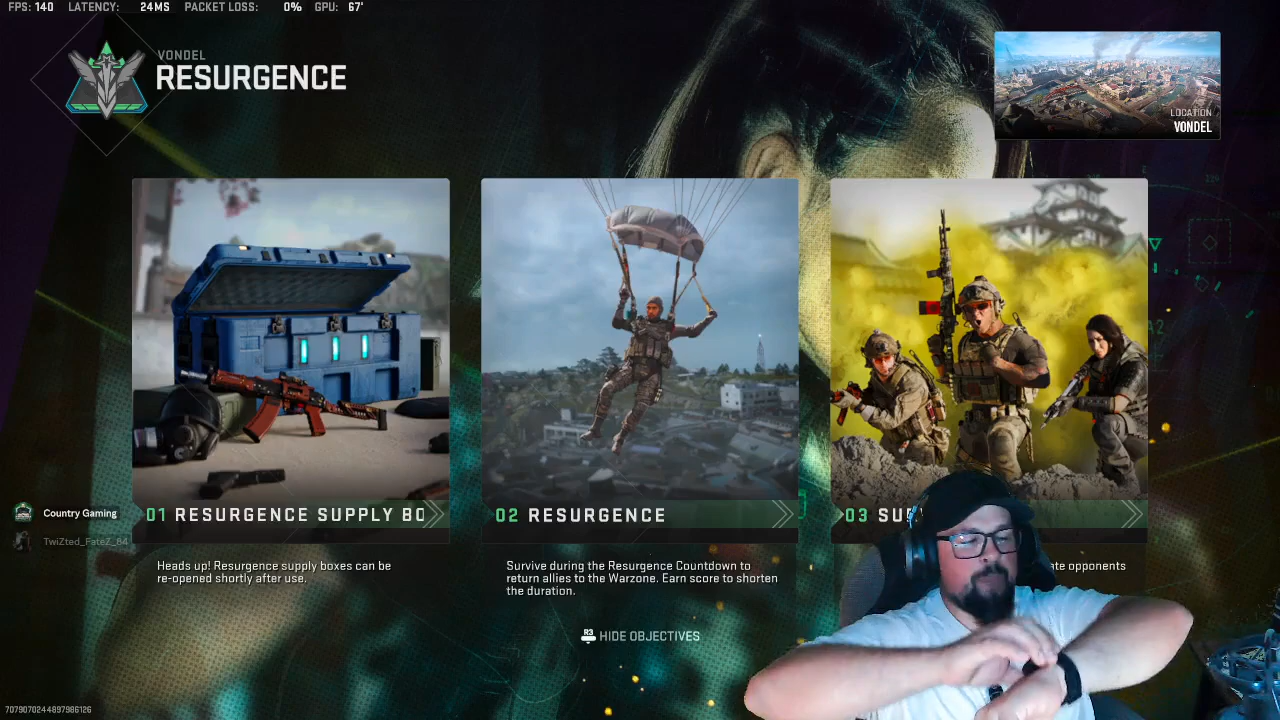 FPS: 140 LATENCY: 24MS PACKET LOSS: 0% GPU: 67°
VONDEL
RESURGENCE
LOCATION
VONDEL
01 RESURGENCE SUPPLY BO
02 RESURGENCE
03 SU
Country Gaming
TwiZted_FateZ_84
Heads up! Resurgence supply boxes can be
re-opened shortly after use.
Survive during the Resurgence Countdown to
return allies to the Warzone. Earn score to shorten
the duration.
ate opponents
R3 HIDE OBJECTIVES
7079070244897986126